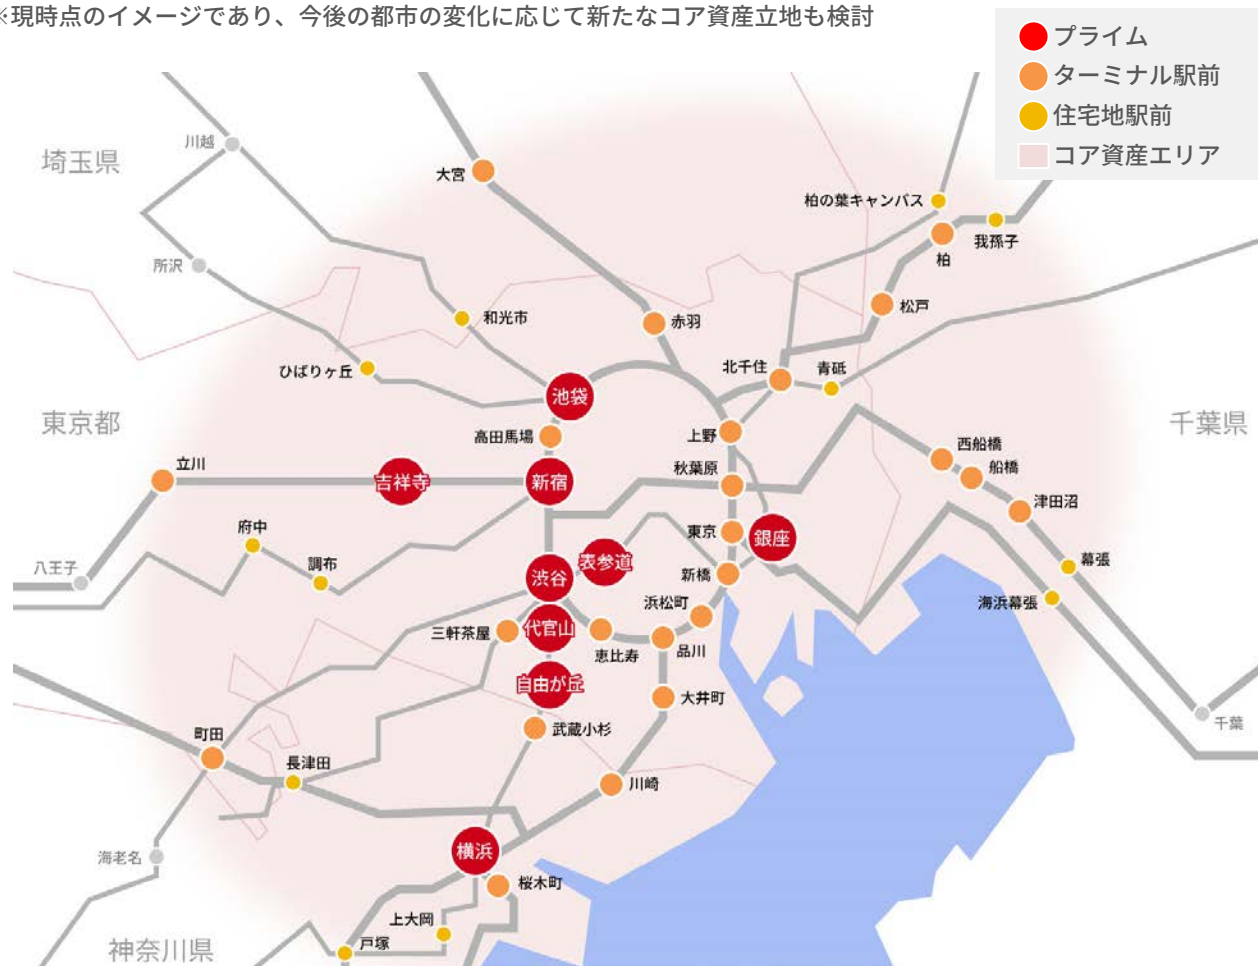 ※現時点のイメージであり、今後の都市の変化に応じて新たなコア資産立地も検討
プライム
ターミナル駅前
住宅地駅前
コア資産エリア
埼玉県
川越
大宮
柏の葉キャンパス
我孫子
柏
所沢
和光市
赤羽
松戸
ひばりヶ丘
北千住
青砥
池袋
東京都
千葉県
高田馬場
上野
西船橋
船橋
立川
吉祥寺
新宿
秋葉原
津田沼
府中
東京
銀座
調布
八王子
渋谷
表参道
新橋
幕張
海浜幕張
浜松町
三軒茶屋
代官山
恵比寿
品川
自由が丘
大井町
千葉
町田
武蔵小杉
長津田
川崎
海老名
横浜
桜木町
上大岡
戸塚
神奈川県